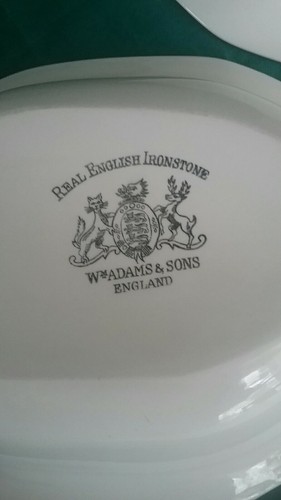 REAL ENGLISH IRONSTONE
Wm ADAMS & SONS
ENGLAND